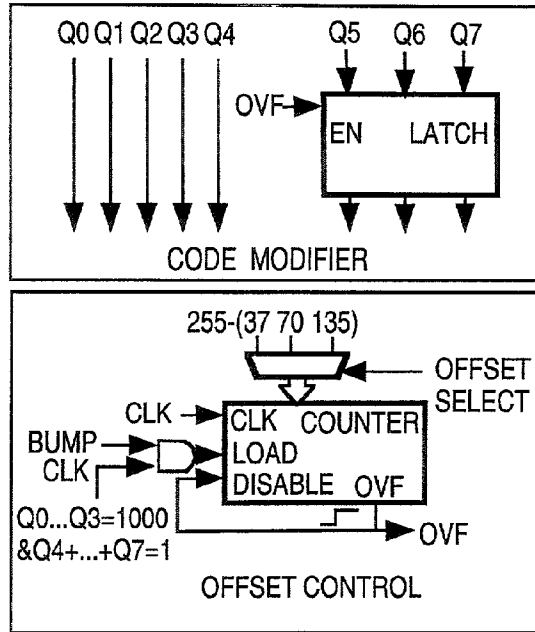 Q0 Q1 Q2 Q3 Q4 Q5 Q6 Q7
OVF
EN LATCH
CODE MODIFIER
255-(37 70 135)
OFFSET
SELECT
CLK
CLK COUNTER
BUMP
CLK
LOAD
DISABLE OVF
Q0...Q3=1000
&Q4+...+Q7=1
OVF
OFFSET CONTROL